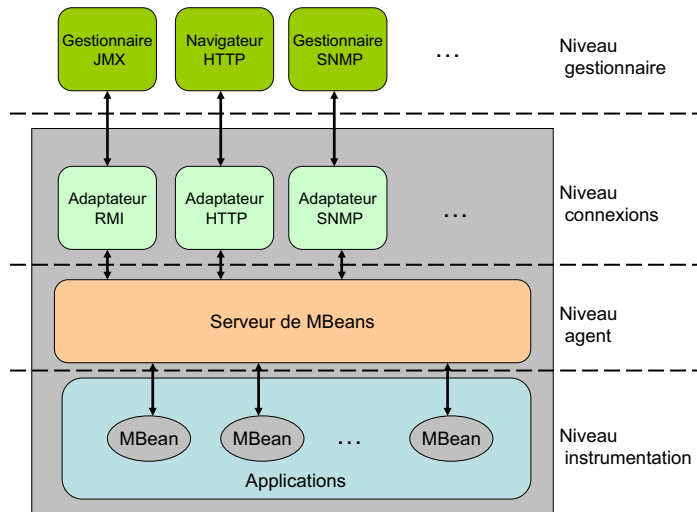 Gestionnaire
JMX
Navigateur
HTTP
Gestionnaire
SNMP
...
Niveau
gestionnaire
Adaptateur
RMI
Adaptateur
HTTP
Adaptateur
SNMP
...
Niveau
connexions
Serveur de MBeans
Niveau
agent
MBean
MBean
...
MBean
Applications
Niveau
instrumentation